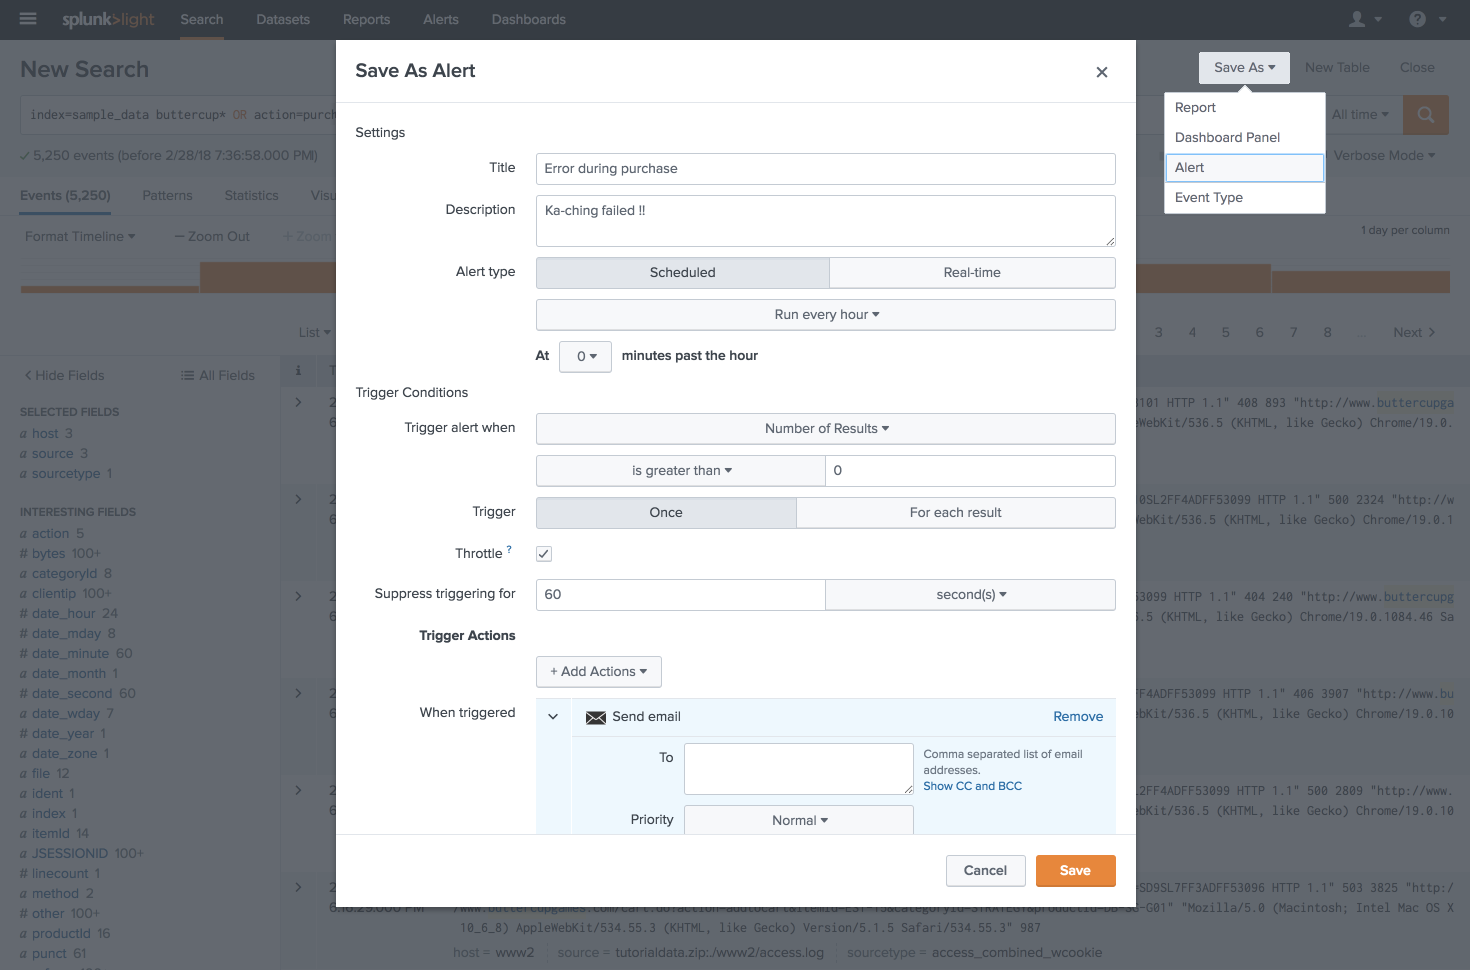 splunk>light Search Datasets Reports Alerts Dashboards
New Search
Save As New Table Close
index=sample_data buttercup* OR action=purch
All time
✓ 5,250 events (before 2/28/18 7:36:58.000 PM)
Verbose Mode
Events (5,250) Patterns Statistics
Format Timeline — Zoom Out
1 day per column
List
3 4 5 6 7 8 ... Next >
< Hide Fields All Fields
i
SELECTED FIELDS
a host 3
a source 3
a sourcetype 1
INTERESTING FIELDS
a action 5
# bytes 100+
a categoryId 8
a clientip 100+
# date_hour 24
# date_mday 8
# date_minute 60
a date_month 1
# date_second 60
a date_wday 7
# date_year 1
a date_zone 1
a file 12
a ident 1
a index 1
a itemId 14
a JSESSIONID 100+
# linecount 1
a method 2
# other 100+
a productId 16
a punct 61
Report
Dashboard Panel
Alert
Event Type
Save As Alert
Settings
Title Error during purchase
Description Ka-ching failed !!
Alert type Scheduled Real-time
Run every hour
At 0 minutes past the hour
Trigger Conditions
Trigger alert when Number of Results
is greater than 0
Trigger Once For each result
Throttle ?
Suppress triggering for 60 second(s)
Trigger Actions
+ Add Actions
When triggered Send email Remove
To Comma separated list of email
addresses.
Show CC and BCC
Priority Normal
Cancel Save
1101 HTTP 1.1" 408 893 "http://www.buttercupga
WebKit/536.5 (KHTML, like Gecko) Chrome/19.0.
0SL2FF4ADFF53099 HTTP 1.1" 500 2324 "http://w
WebKit/536.5 (KHTML, like Gecko) Chrome/19.0.1
53099 HTTP 1.1" 404 240 "http://www.buttercupg
.5 (KHTML, like Gecko) Chrome/19.0.1084.46 Sa
FF4ADFF53099 HTTP 1.1" 406 3907 "http://www.bu
bKit/536.5 (KHTML, like Gecko) Chrome/19.0.10
L2FF4ADFF53099 HTTP 1.1" 500 2809 "http://www.
bKit/536.5 (KHTML, like Gecko) Chrome/19.0.10
=SD9SL7FF3ADFF53096 HTTP 1.1" 503 3825 "http:/
"Mozilla/5.0 (Macintosh; Intel Mac OS X
10_6_8) AppleWebKit/534.55.3 (KHTML, like Gecko) Version/5.1.5 Safari/534.55.3" 987
host = www2 source = tutorialdata.zip:./www2/access.log sourcetype = access_combined_wcookie